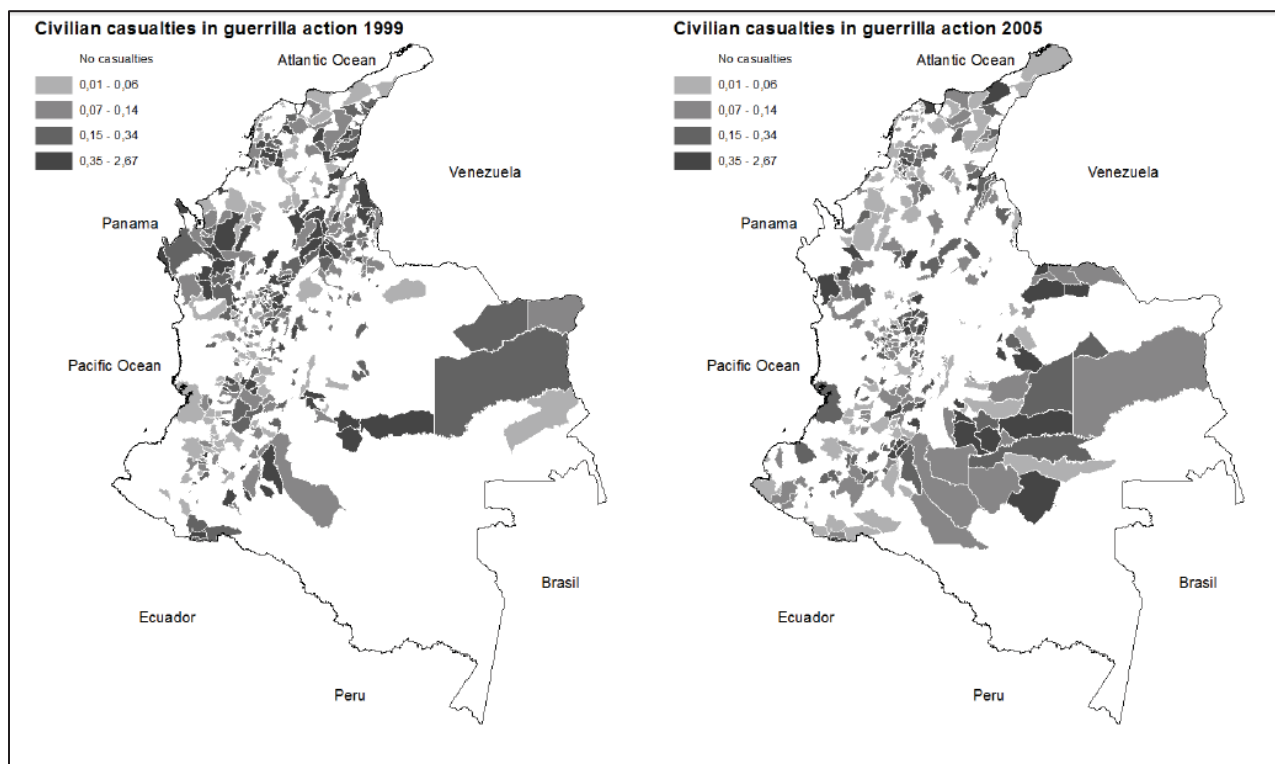 Civilian casualties in guerrilla action 1999
No casualties
0,01 - 0,06
0,07 - 0,14
0,15 - 0,34
0,35 - 2,67
Atlantic Ocean
Venezuela
Panama
Pacific Ocean
Brasil
Ecuador
Peru
Civilian casualties in guerrilla action 2005
No casualties
0,01 - 0,06
0,07 - 0,14
0,15 - 0,34
0,35 - 2,67
Atlantic Ocean
Venezuela
Panama
Pacific Ocean
Brasil
Ecuador
Peru